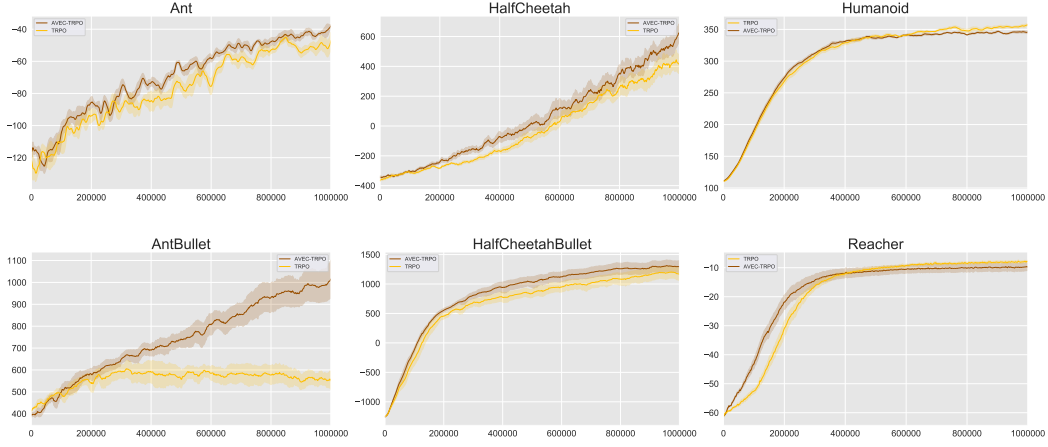 Ant
AVEC-TRPO
TRPO
−40
−60
−80
−100
−120
0 200000 400000 600000 800000 1000000
HalfCheetah
AVEC-TRPO
TRPO
600
400
200
0
−200
−400
0 200000 400000 600000 800000 1000000
Humanoid
TRPO
AVEC-TRPO
350
300
250
200
150
100
0 200000 400000 600000 800000 1000000
AntBullet
AVEC-TRPO
TRPO
1100
1000
900
800
700
600
500
400
0 200000 400000 600000 800000 1000000
HalfCheetahBullet
AVEC-TRPO
TRPO
1500
1000
500
0
−500
−1000
0 200000 400000 600000 800000 1000000
Reacher
TRPO
AVEC-TRPO
−10
−20
−30
−40
−50
−60
0 200000 400000 600000 800000 1000000